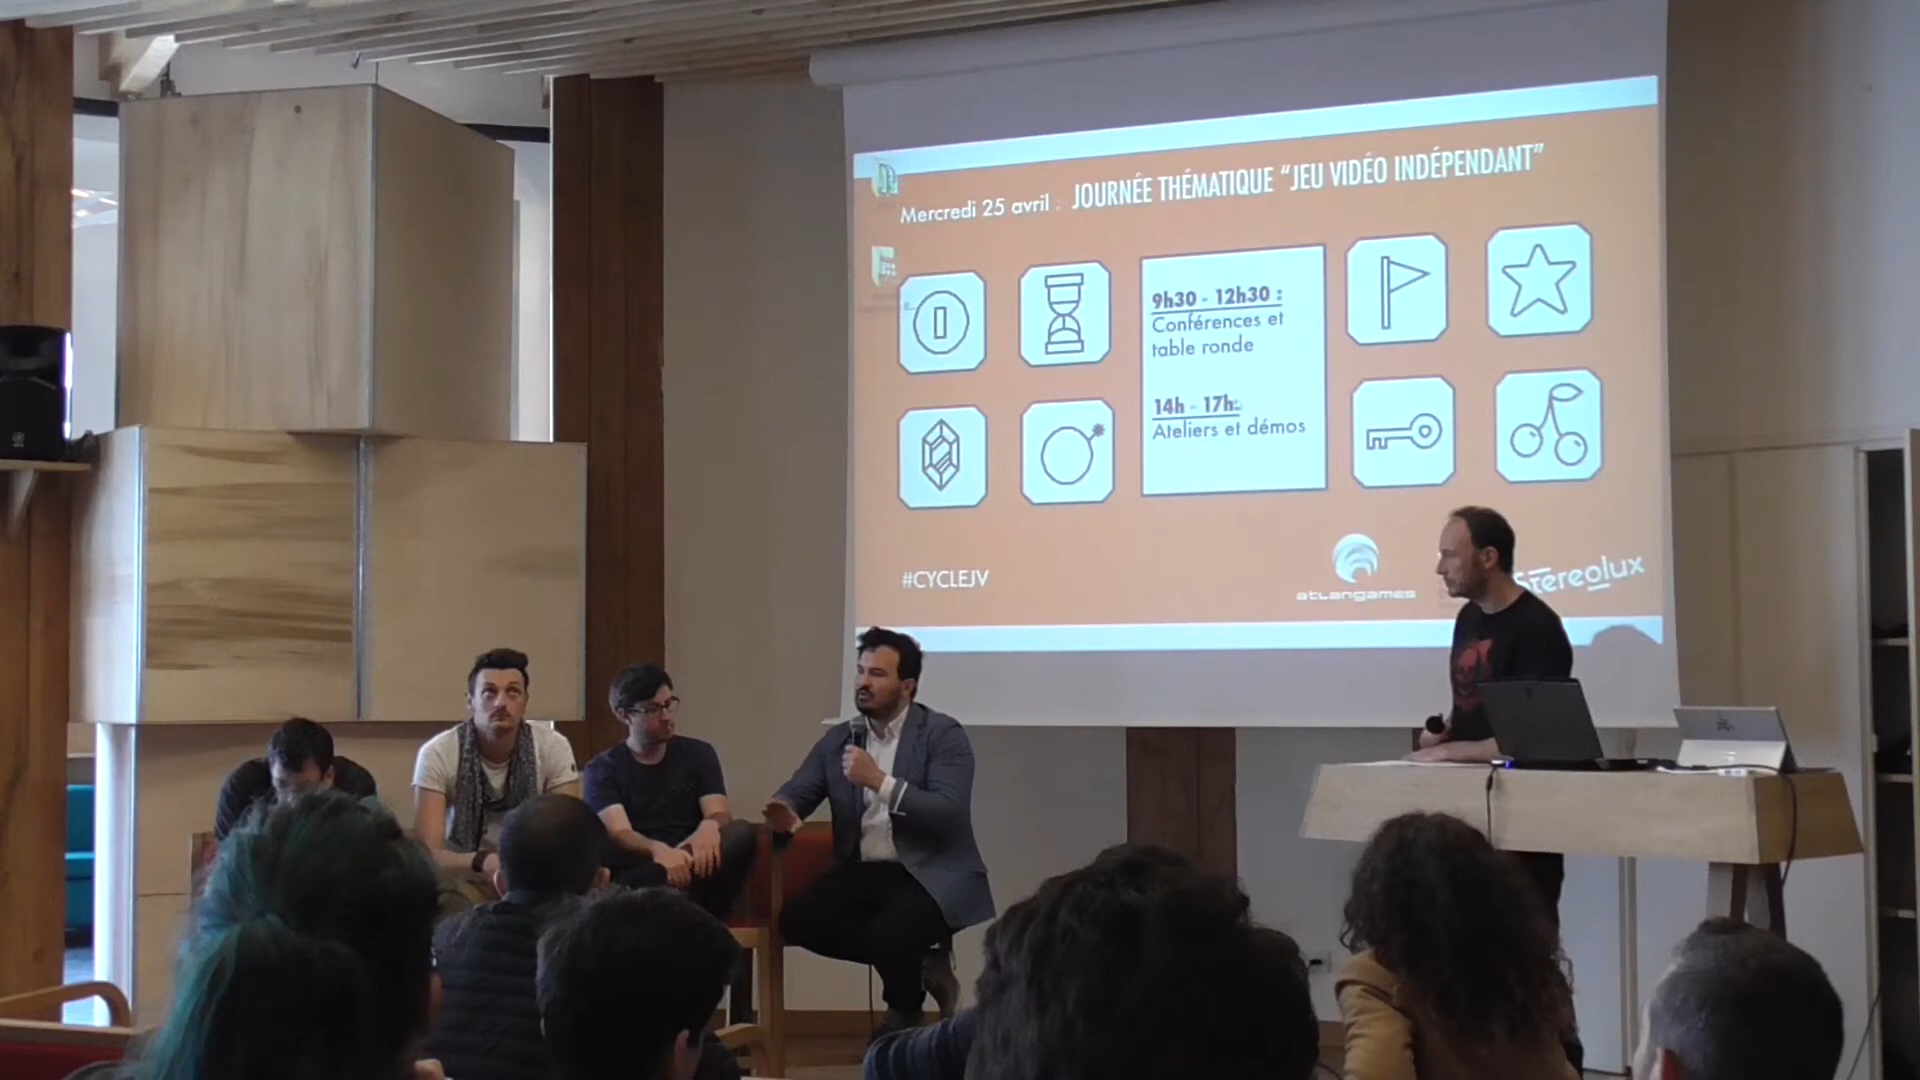 Mercredi 25 avril : JOURNÉE THÉMATIQUE "JEU VIDÉO INDÉPENDANT"
9h30 - 12h30 :
Conférences et
table ronde
14h - 17h:
Ateliers et démos
#CYCLEJV
atlangames
Stereolux